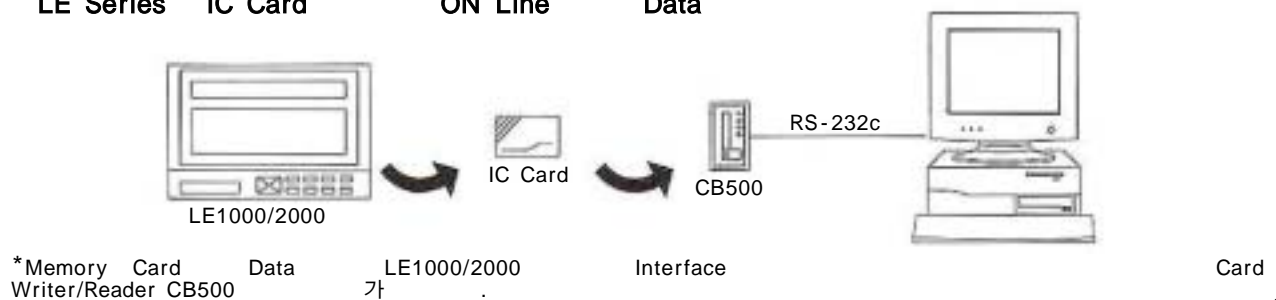 LE Series IC Card ON Line Data
RS-232c
IC Card
CB500
LE1000/2000
*Memory Card Data LE1000/2000 Interface Card
Writer/Reader CB500 가 .